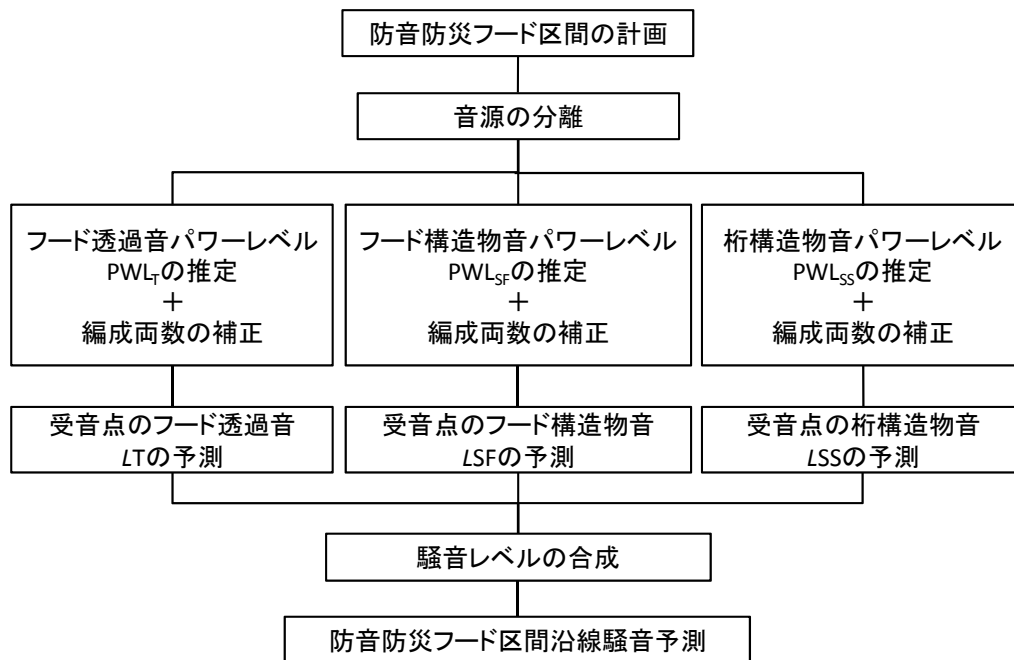 防音防災フード区間の計画
音源の分離
フード透過音パワーレベル
PWLTの推定
＋
編成両数の補正
フード構造物音パワーレベル
PWLSFの推定
＋
編成両数の補正
桁構造物音パワーレベル
PWLSSの推定
＋
編成両数の補正
受音点のフード透過音
LTの予測
受音点のフード構造物音
LSFの予測
受音点の桁構造物音
LSSの予測
騒音レベルの合成
防音防災フード区間沿線騒音予測